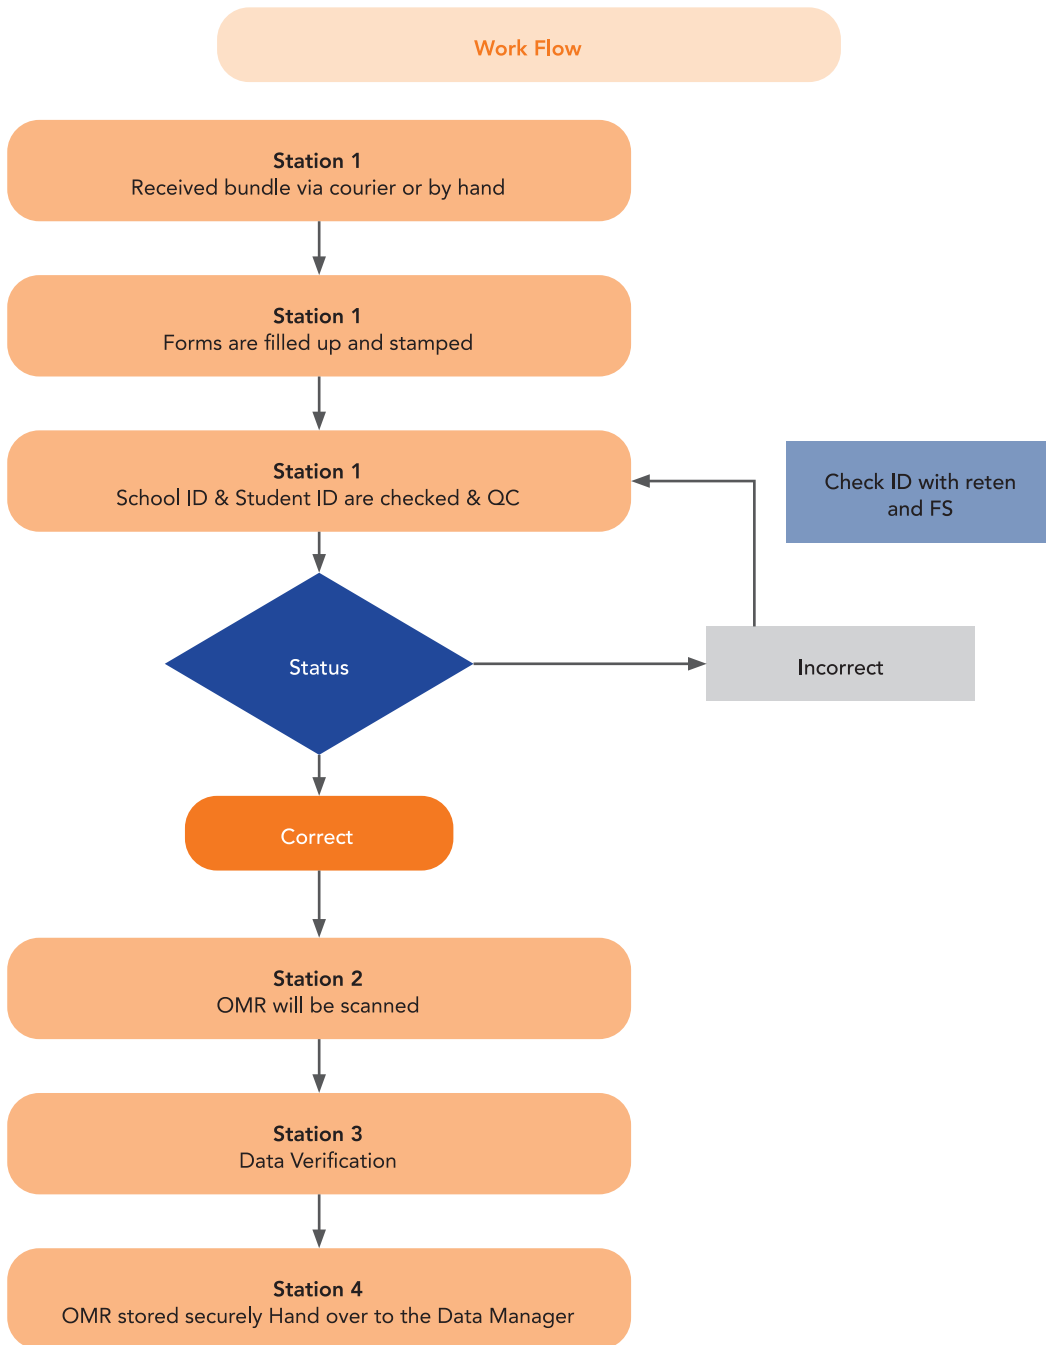 Work Flow
Station 1
Received bundle via courier or by hand
Station 1
Forms are filled up and stamped
Station 1
School ID & Student ID are checked & QC
Check ID with reten
and FS
Status
Incorrect
Correct
Station 2
OMR will be scanned
Station 3
Data Verification
Station 4
OMR stored securely Hand over to the Data Manager